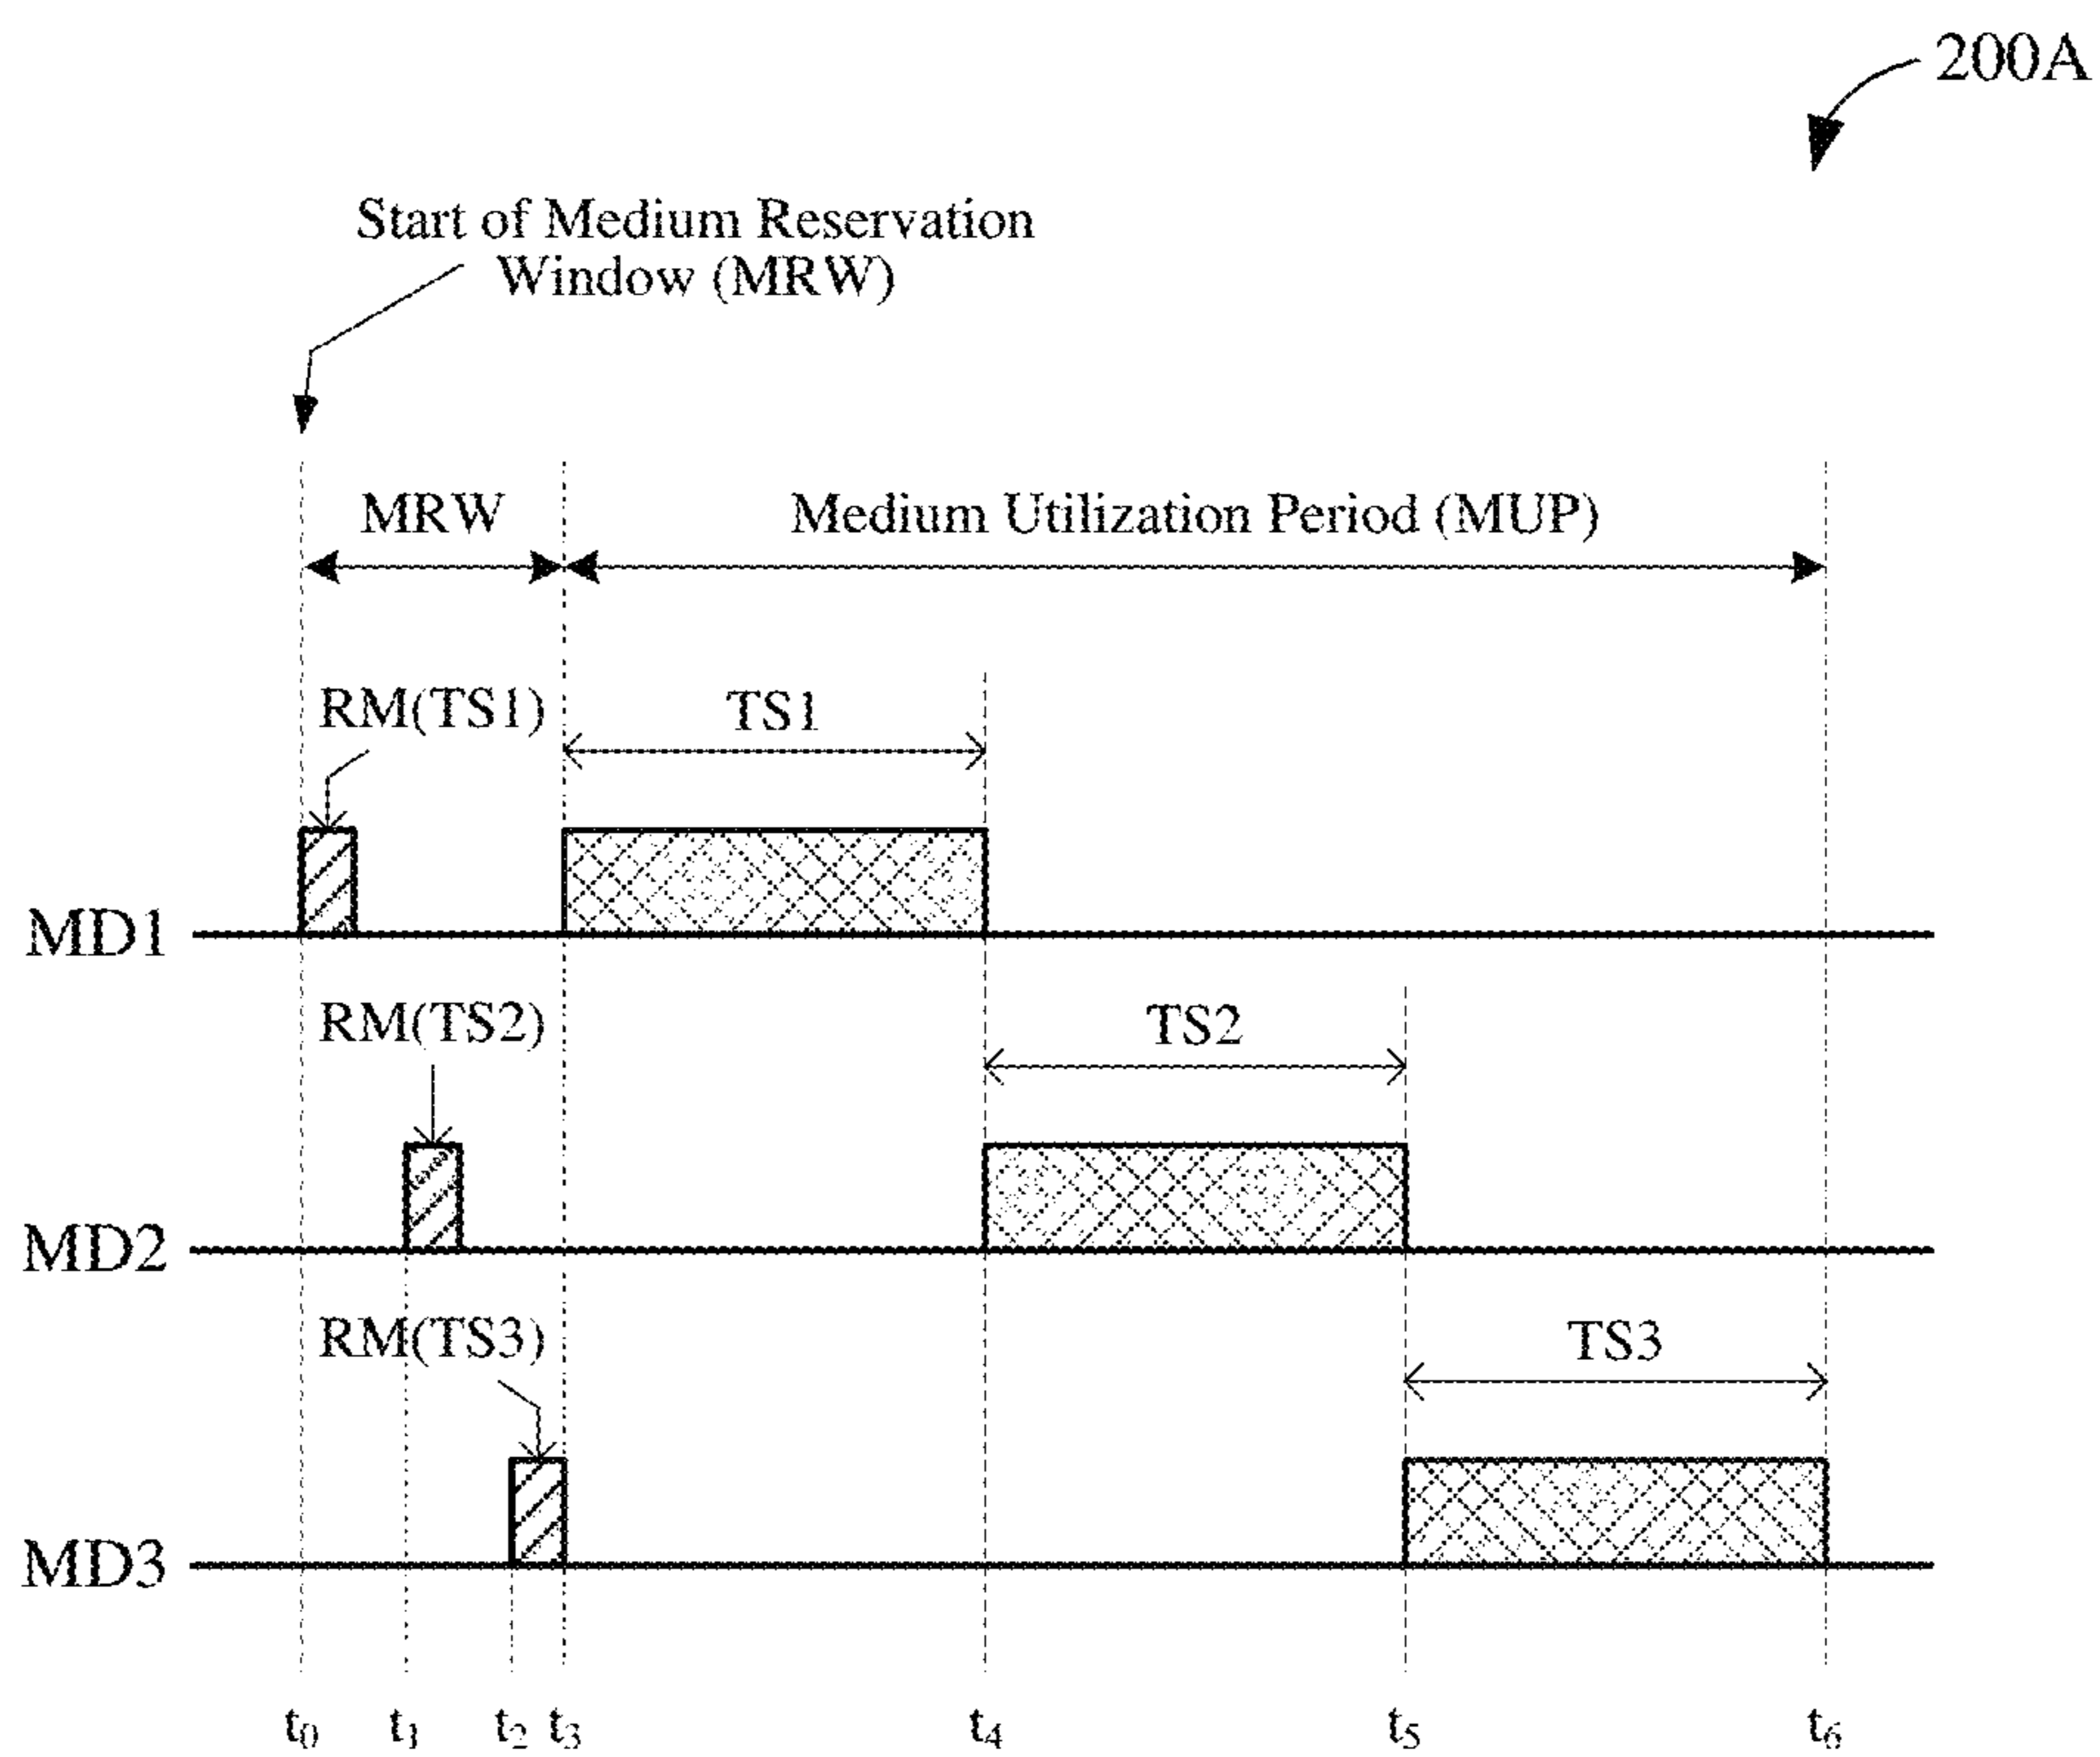 200A
Start of Medium Reservation
Window (MRW)
MRW
Medium Utilization Period (MUP)
RM(TS1)
TS1
MD1
RM(TS2)
TS2
MD2
RM(TS3)
TS3
MD3
t0 t1 t2 t3 t4 t5 t6